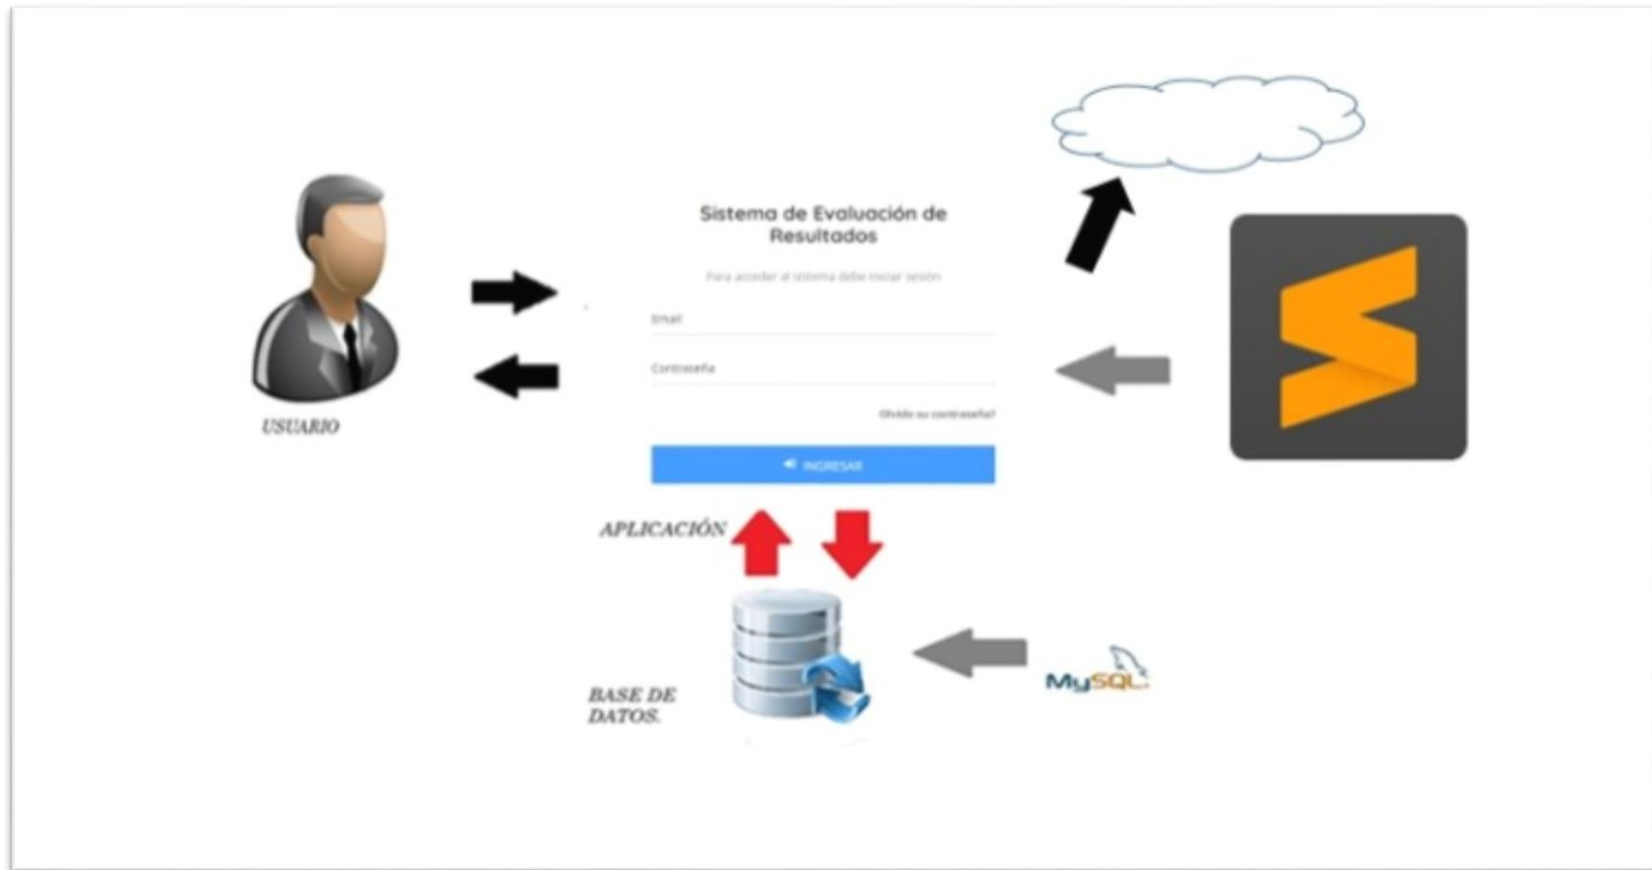 Sistema de Evaluación de
Resultados
Para acceder al sistema debe iniciar sesión
Email
Contraseña
Olvido su contraseña?
INGRESAR
USUARIO
APLICACIÓN
BASE DE
DATOS.
MySQL